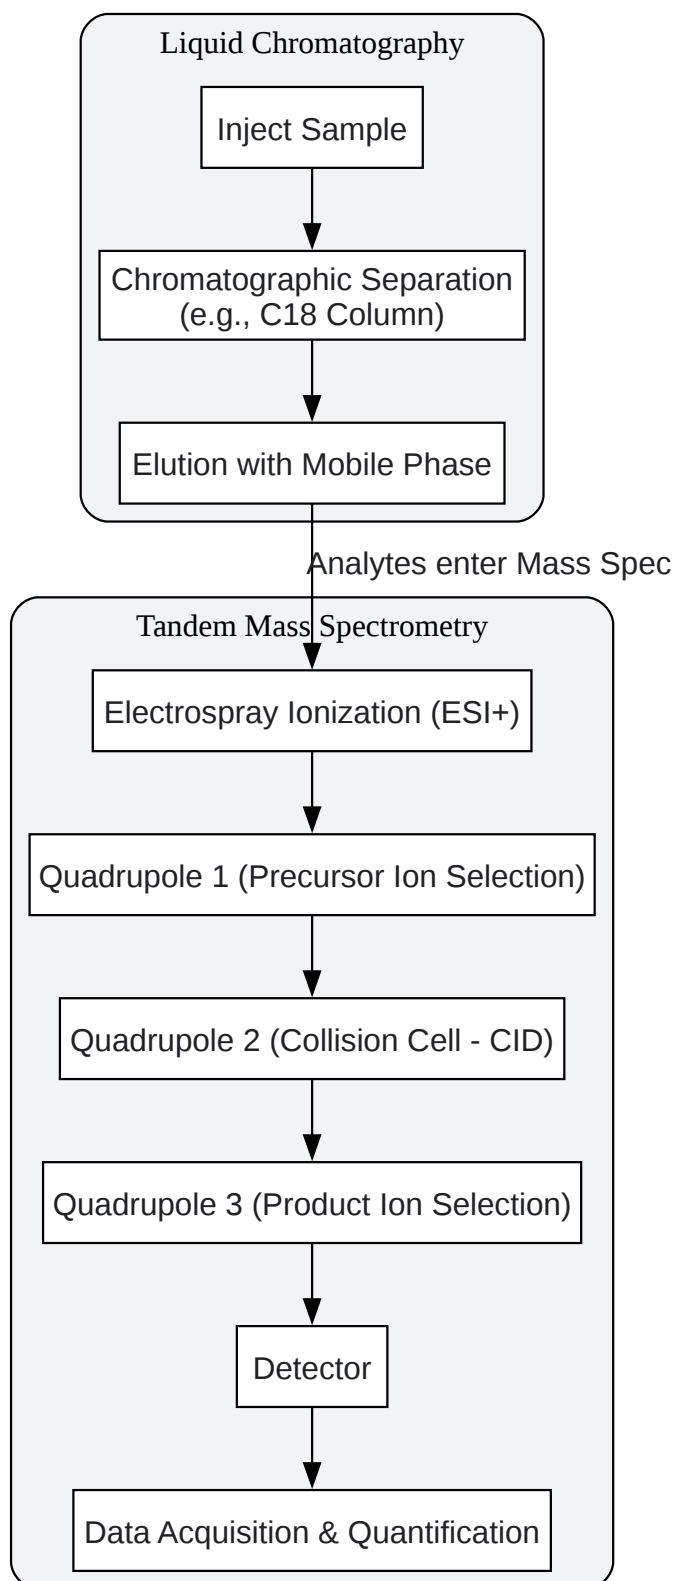 Liquid Chromatography
Inject Sample
Chromatographic Separation
(e.g., C18 Column)
Elution with Mobile Phase
Analytes enter Mass Spec
Tandem Mass Spectrometry
Electrospray Ionization (ESI+)
Quadrupole 1 (Precursor Ion Selection)
Quadrupole 2 (Collision Cell - CID)
Quadrupole 3 (Product Ion Selection)
Detector
Data Acquisition & Quantification